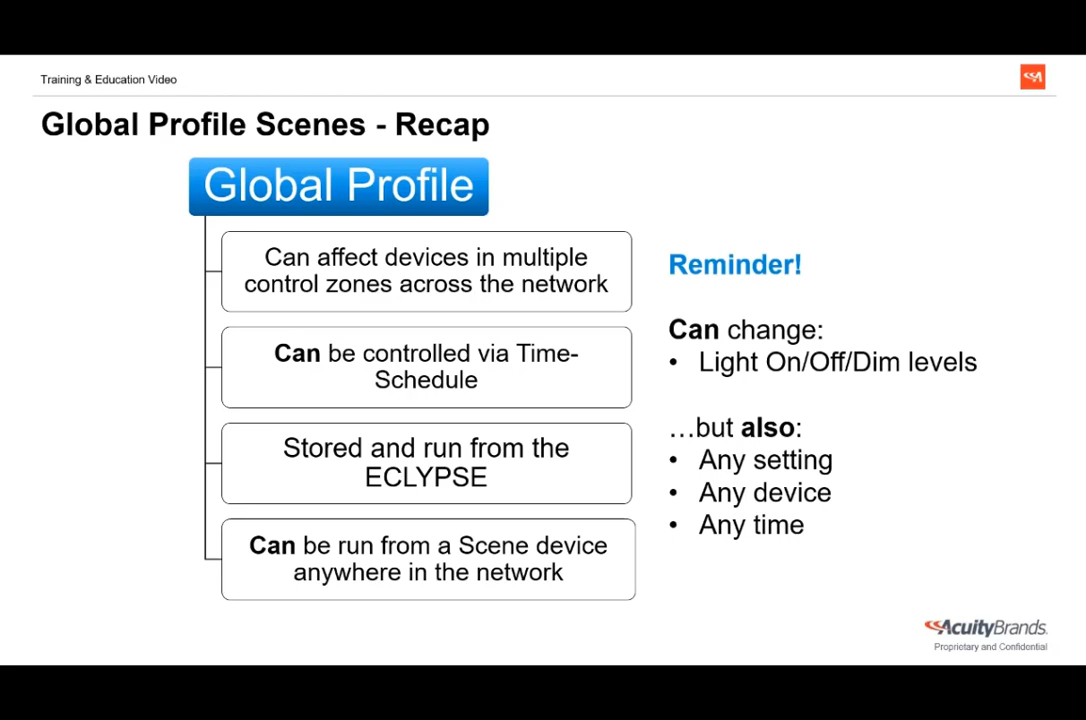 Training & Education Video
Global Profile Scenes - Recap
Global Profile
Can affect devices in multiple
control zones across the network
Can be controlled via Time-
Schedule
Stored and run from the
ECLYPSE
Can be run from a Scene device
anywhere in the network
Reminder!
Can change:
• Light On/Off/Dim levels
…but also:
• Any setting
• Any device
• Any time
AcuityBrands.
Proprietary and Confidential